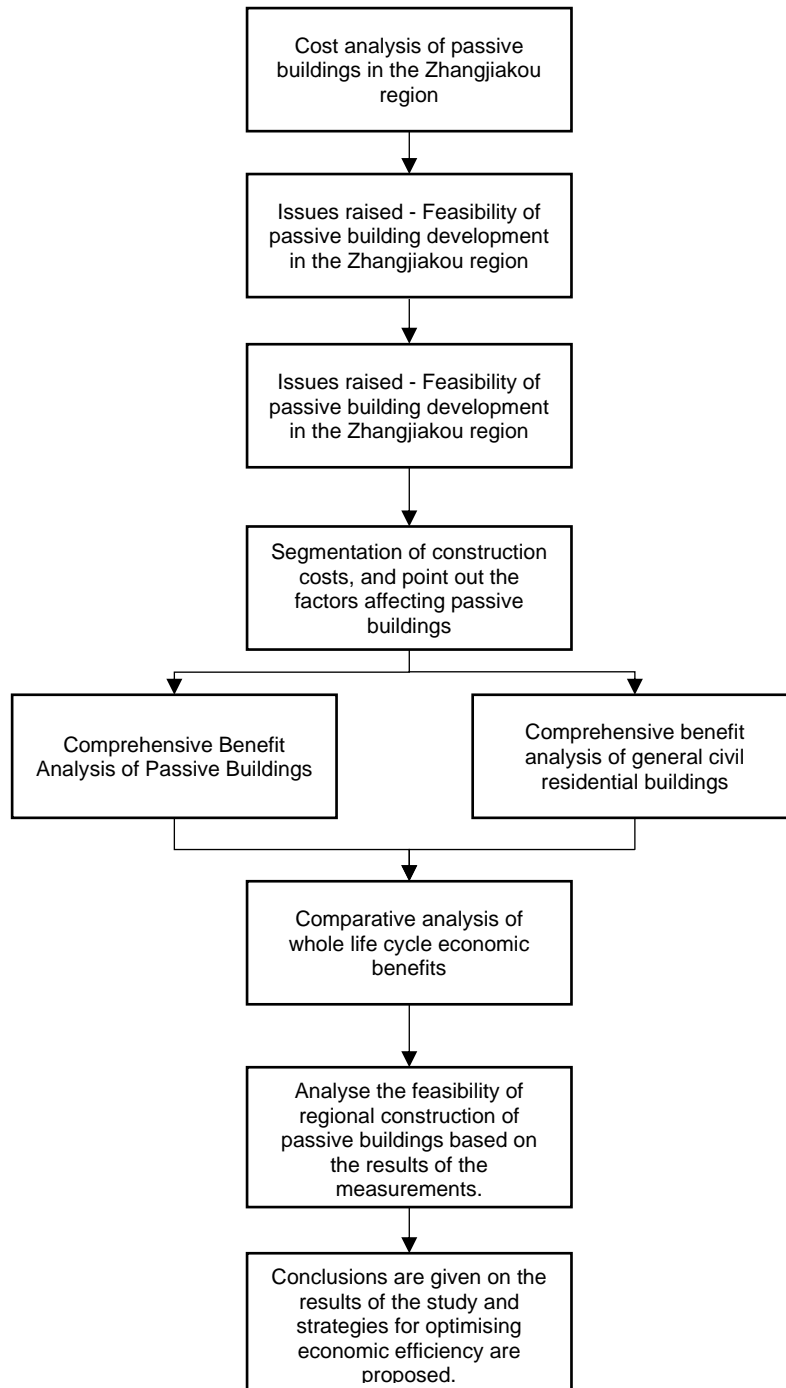 Cost analysis of passive
buildings in the Zhangjiakou
region
Issues raised - Feasibility of
passive building development
in the Zhangjiakou region
Issues raised - Feasibility of
passive building development
in the Zhangjiakou region
Segmentation of construction
costs, and point out the
factors affecting passive
buildings
Comprehensive Benefit
Analysis of Passive Buildings
Comprehensive benefit
analysis of general civil
residential buildings
Comparative analysis of
whole life cycle economic
benefits
Analyse the feasibility of
regional construction of
passive buildings based on
the results of the
measurements.
Conclusions are given on the
results of the study and
strategies for optimising
economic efficiency are
proposed.